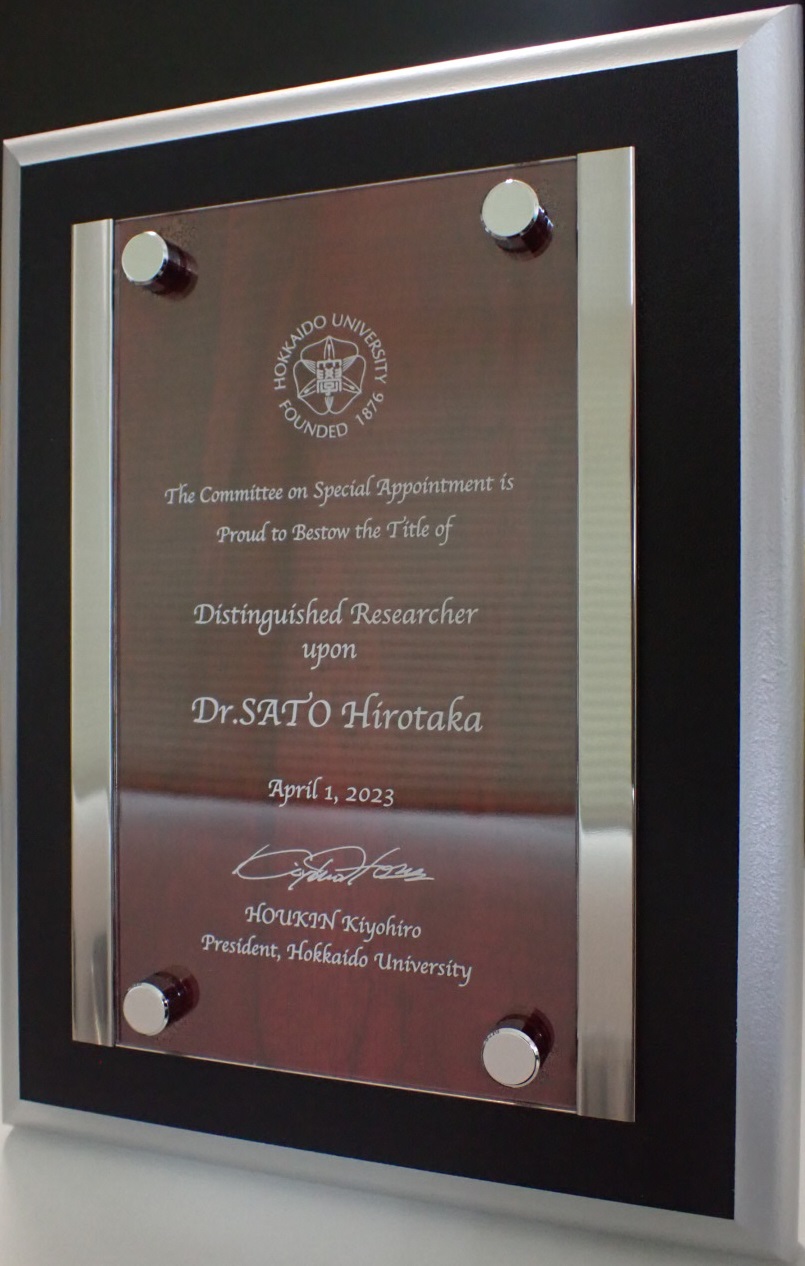 HOKKAIDO UNIVERSITY
FOUNDED 1876
The Committee on Special Appointment is
Proud to Bestow the Title of
Distinguished Researcher
upon
Dr.SATO Hirotaka
April 1, 2023
HOUKIN Kiyohiro
President, Hokkaido University